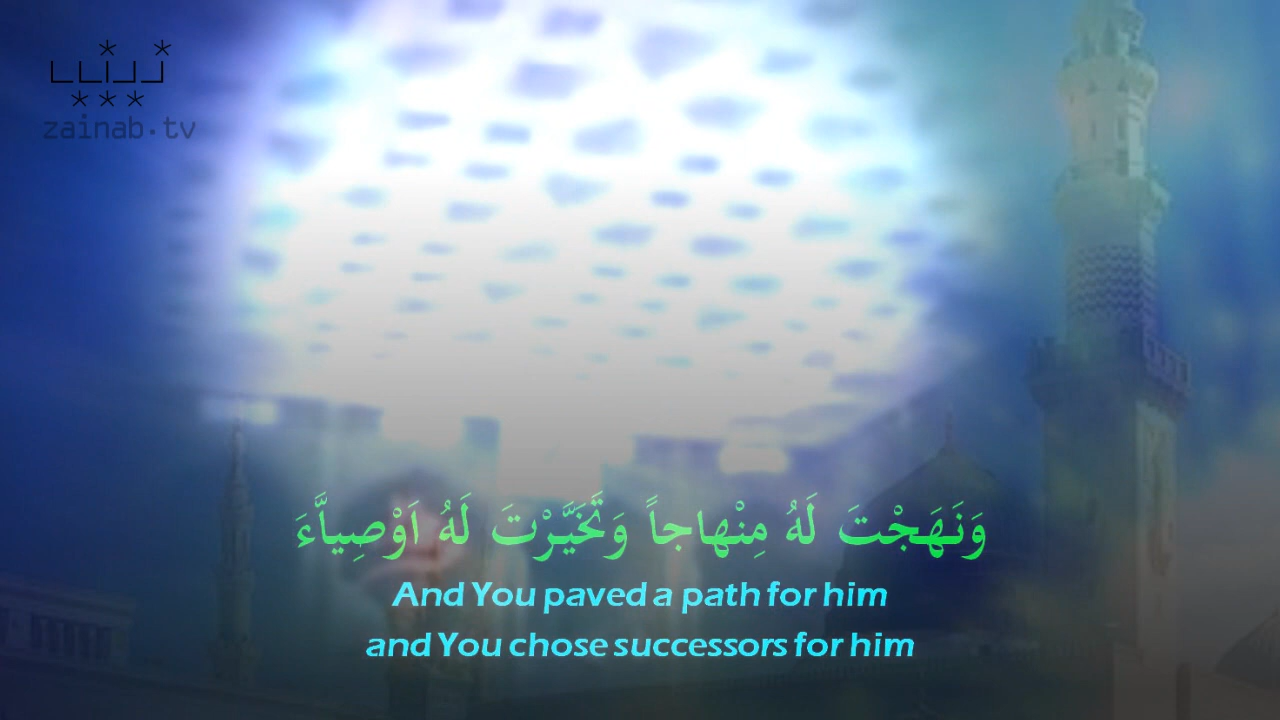 zainab.tv
وَنَهَجْتَ لَهُ مِنْهاجاً وَتَخَيَّرْتَ لَهُ اَوْصِياَّءَ
And You paved a path for him
and You chose successors for him